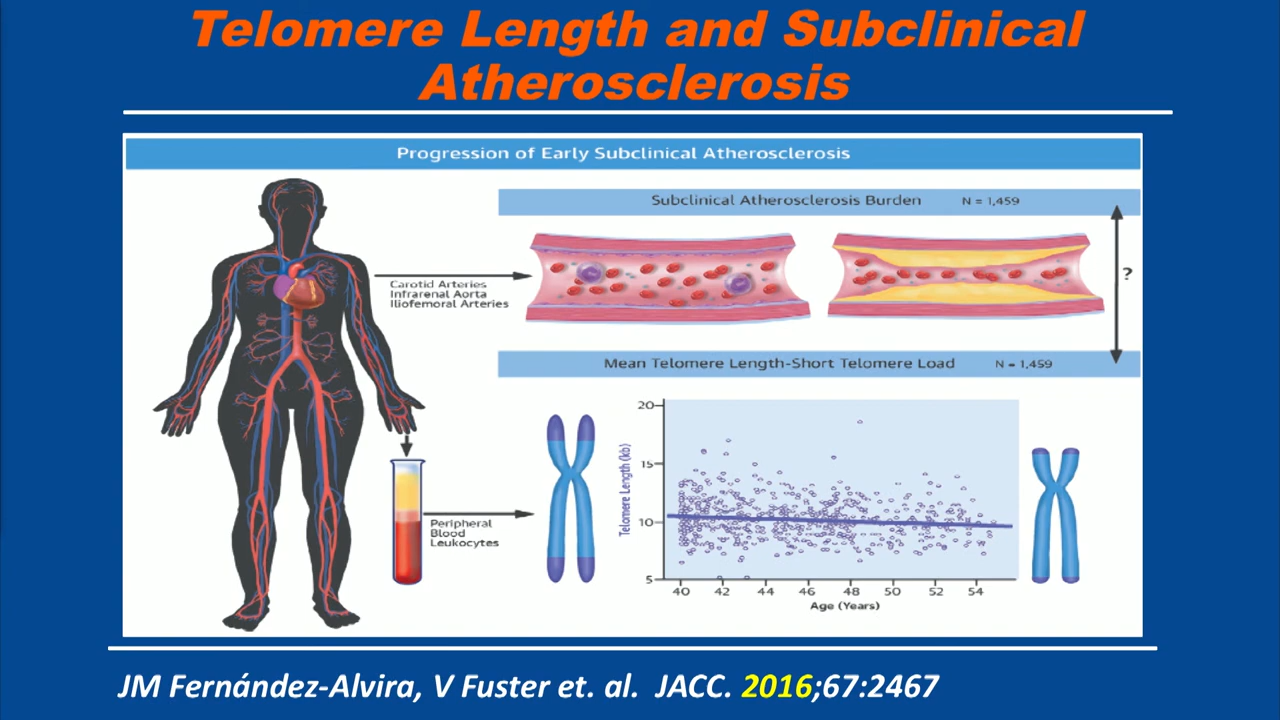 Telomere Length and Subclinical
Atherosclerosis
Progression of Early Subclinical Atherosclerosis
Subclinical Atherosclerosis Burden N = 1,459
Carotid Arteries
Infrarenal Aorta
Iliofemoral Arteries
?
Mean Telomere Length-Short Telomere Load N = 1,459
Peripheral
Blood
Leukocytes
Telomere Length (kb)
20
15
10
5
40 42 44 46 48 50 52 54
Age (Years)
JM Fernández-Alvira, V Fuster et. al. JACC. 2016;67:2467